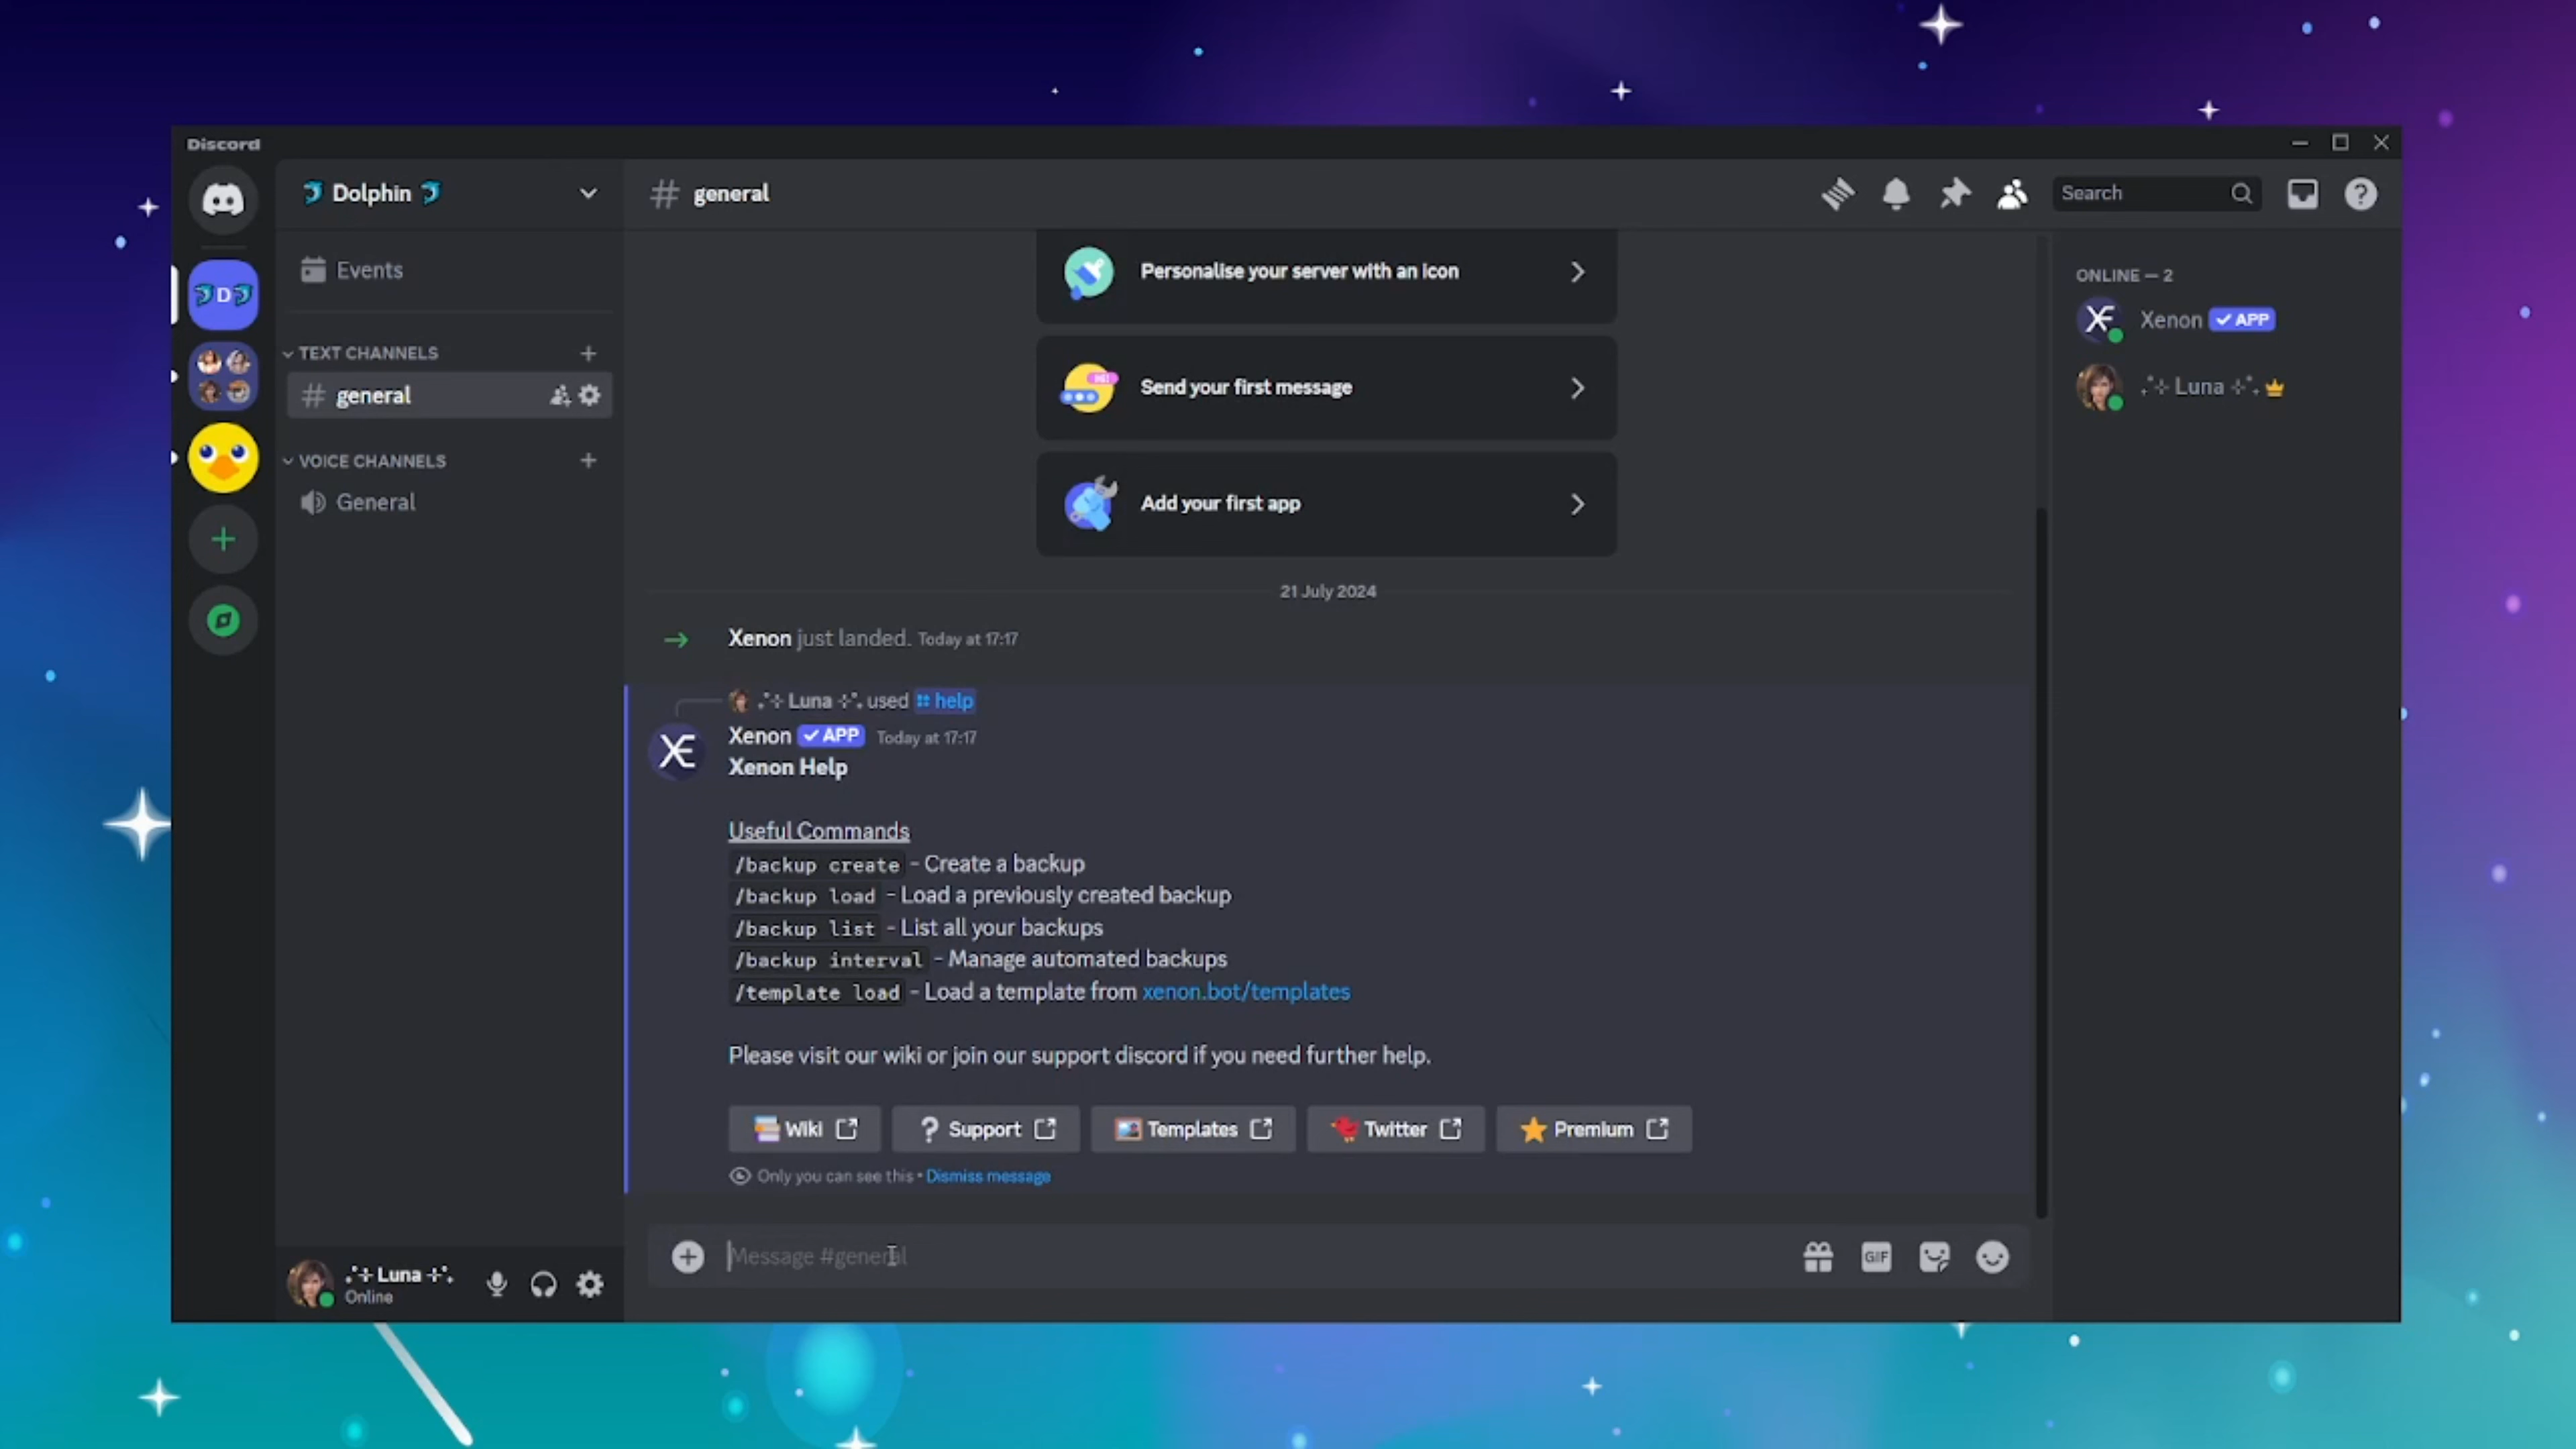 Discord
Dolphin
general
Search
Events
TEXT CHANNELS
general
VOICE CHANNELS
General
D
Personalise your server with an icon
Send your first message
Add your first app
21 July 2024
Xenon just landed. Today at 17:17
Luna used help
Xenon APP Today at 17:17
Xenon Help
Useful Commands
/backup create - Create a backup
/backup load - Load a previously created backup
/backup list - List all your backups
/backup interval - Manage automated backups
/template load - Load a template from xenon.bot/templates
Please visit our wiki or join our support discord if you need further help.
Wiki
Support
Templates
Twitter
Premium
Only you can see this • Dismiss message
Message #general
GIF
Luna
Online
ONLINE — 2
Xenon APP
Luna